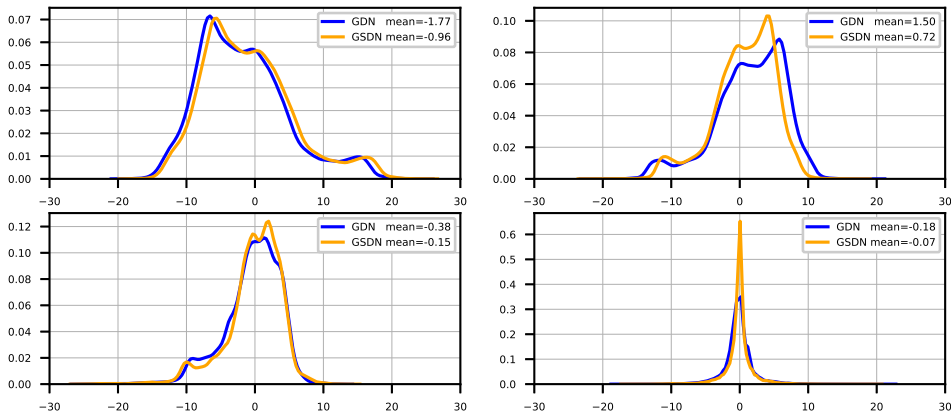 0.07
0.06
0.05
0.04
0.03
0.02
0.01
0.00
−30 −20 −10 0 10 20 30
GDN mean=-1.77
GSDN mean=-0.96
0.10
0.08
0.06
0.04
0.02
0.00
−30 −20 −10 0 10 20 30
GDN mean=1.50
GSDN mean=0.72
0.12
0.10
0.08
0.06
0.04
0.02
0.00
−30 −20 −10 0 10 20 30
GDN mean=-0.38
GSDN mean=-0.15
0.6
0.5
0.4
0.3
0.2
0.1
0.0
−30 −20 −10 0 10 20 30
GDN mean=-0.18
GSDN mean=-0.07